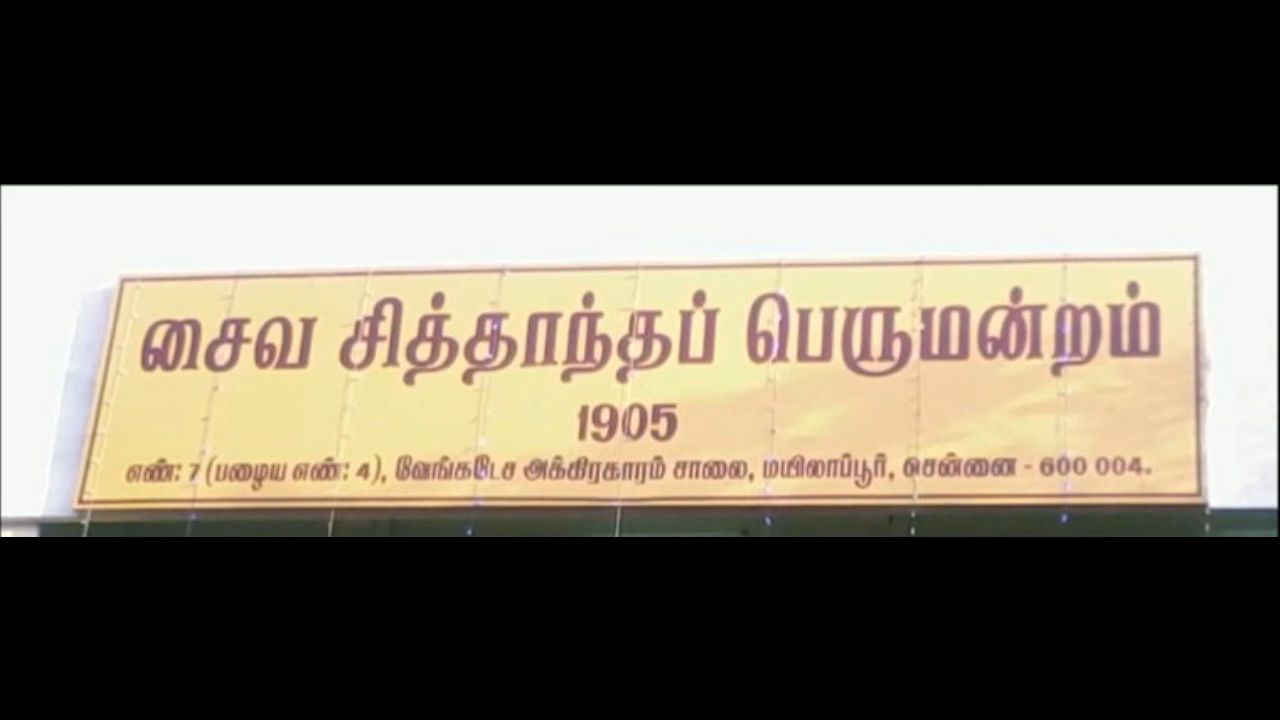 சைவ சித்தாந்தப் பெருமன்றம்
1905
எண்: 7 (பழைய எண்: 4), வேங்கடேச அக்கிரகாரம் சாலை, மயிலாப்பூர், சென்னை - 600 004.